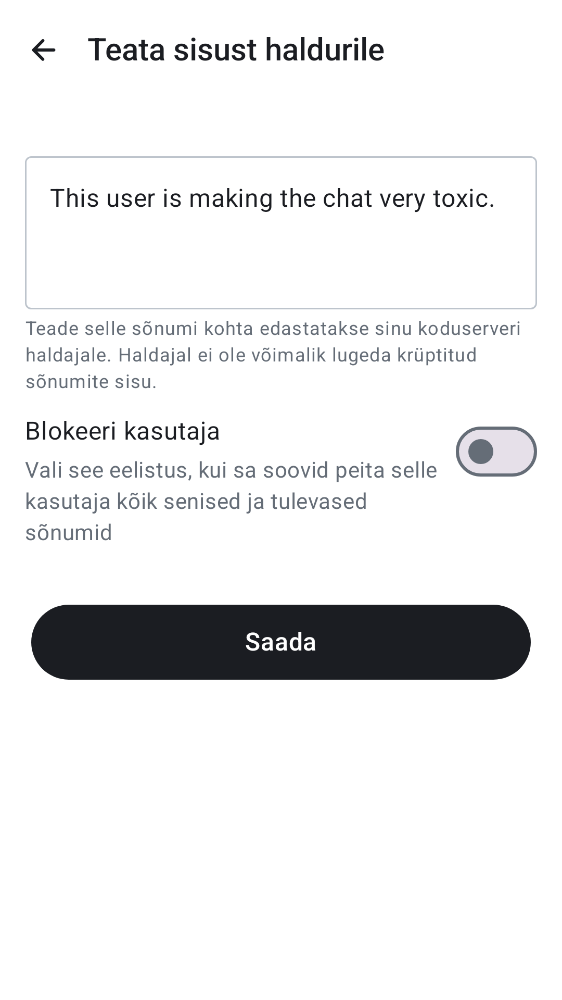 Teata sisust haldurile
This user is making the chat very toxic.
Teade selle sõnumi kohta edastatakse sinu koduserveri
haldajale. Haldajal ei ole võimalik lugeda krüptitud
sõnumite sisu.
Blokeeri kasutaja
Vali see eelistus, kui sa soovid peita selle
kasutaja kõik senised ja tulevased
sõnumid
Saada